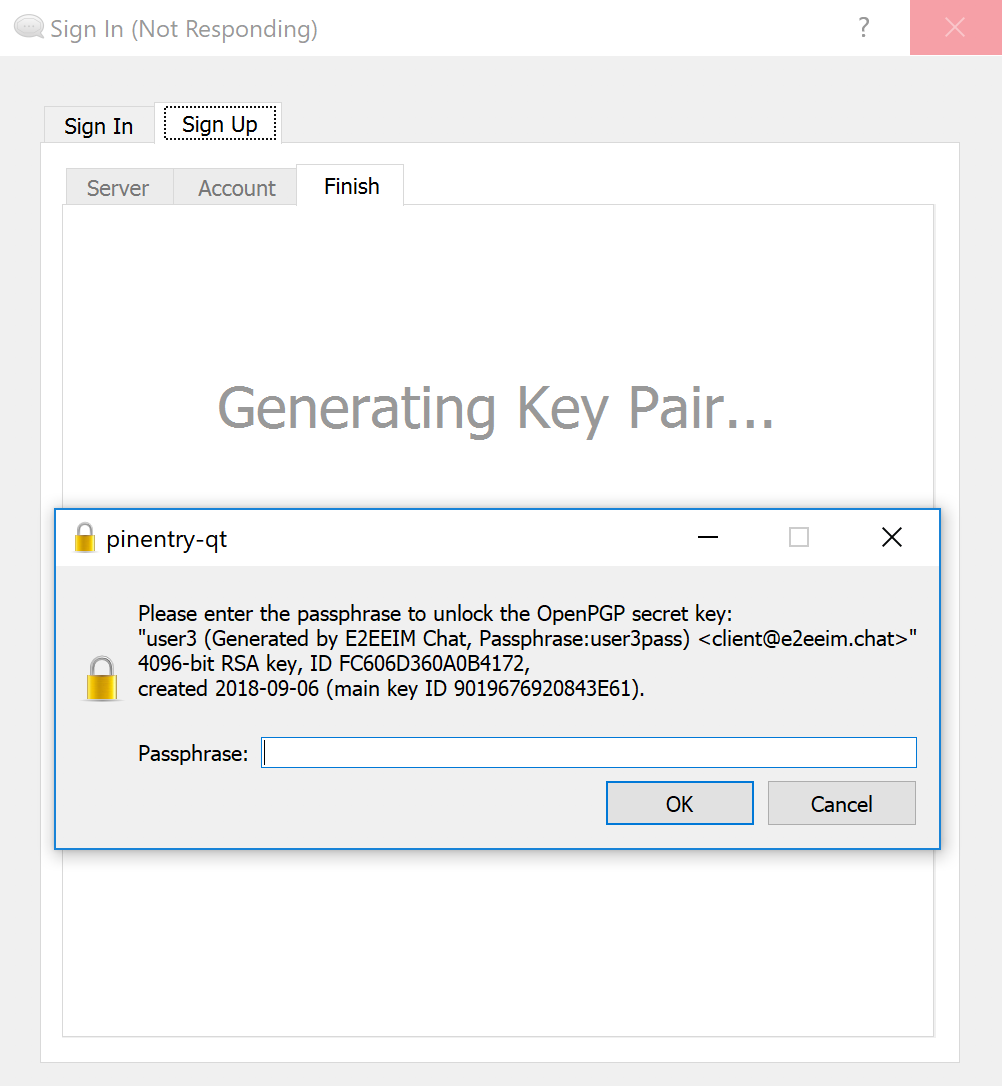 Sign In (Not Responding)
?
Sign In
Sign Up
Server
Account
Finish
Generating Key Pair...
pinentry-qt
Please enter the passphrase to unlock the OpenPGP secret key:
"user3 (Generated by E2EEIM Chat, Passphrase:user3pass) <client@e2eeim.chat>"
4096-bit RSA key, ID FC606D360A0B4172,
created 2018-09-06 (main key ID 9019676920843E61).
Passphrase:
OK
Cancel